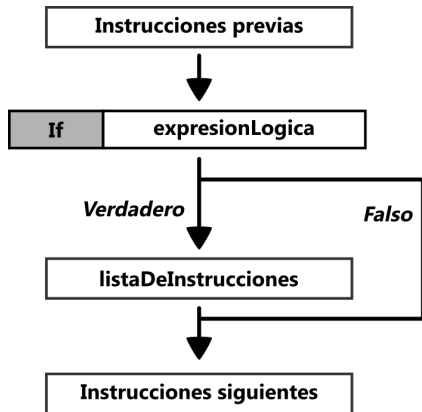 Instrucciones previas
If expresionLogica
Verdadero
Falso
listaDeInstrucciones
Instrucciones siguientes